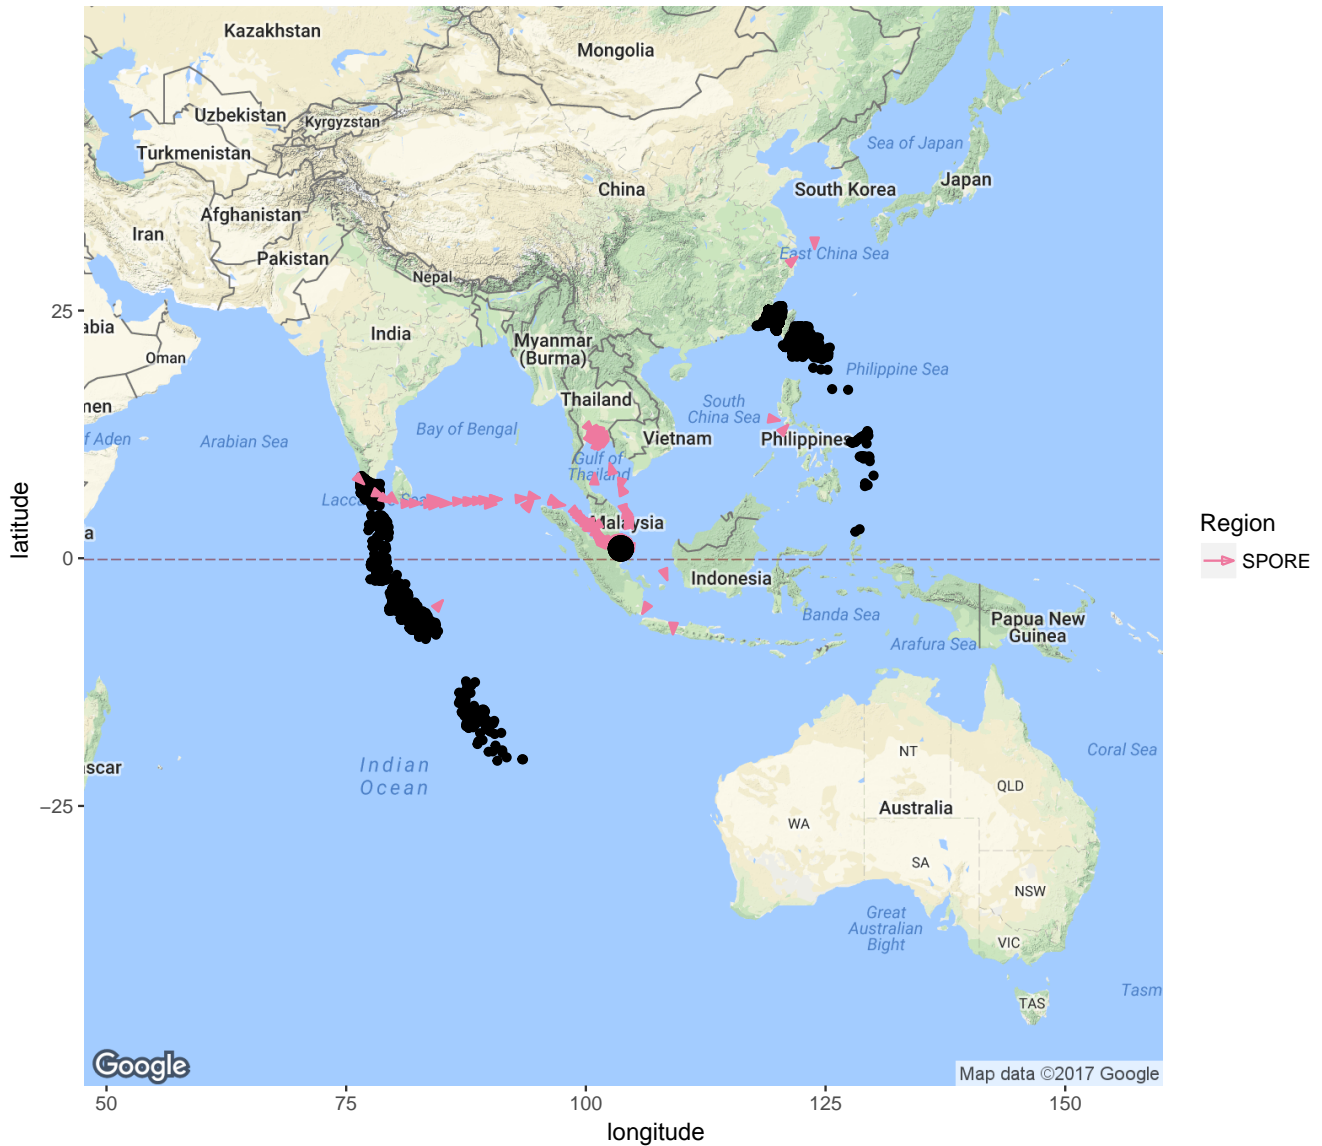 Kazakhstan
Mongolia
Uzbekistan
Kyrgyzstan
Turkmenistan
Sea of Japan
Japan
South Korea
China
Afghanistan
Iran
Pakistan
Nepal
East China Sea
25
abia
India
Myanmar
(Burma)
Oman
Philippine Sea
Thailand
men
South
China Sea
f Aden
Arabian Sea
Bay of Bengal
Vietnam
Philippines
Gulf of
Thailand
Lacca Sea
Malaysia
a
latitude
0
Indonesia
Banda Sea
Papua New
Guinea
Arafura Sea
Region
SPORE
Indian
Ocean
ascar
NT
Coral Sea
QLD
−25
Australia
WA
SA
NSW
Great
Australian
Bight
VIC
Tasm
TAS
Google
Map data ©2017 Google
50
75
100
125
150
longitude